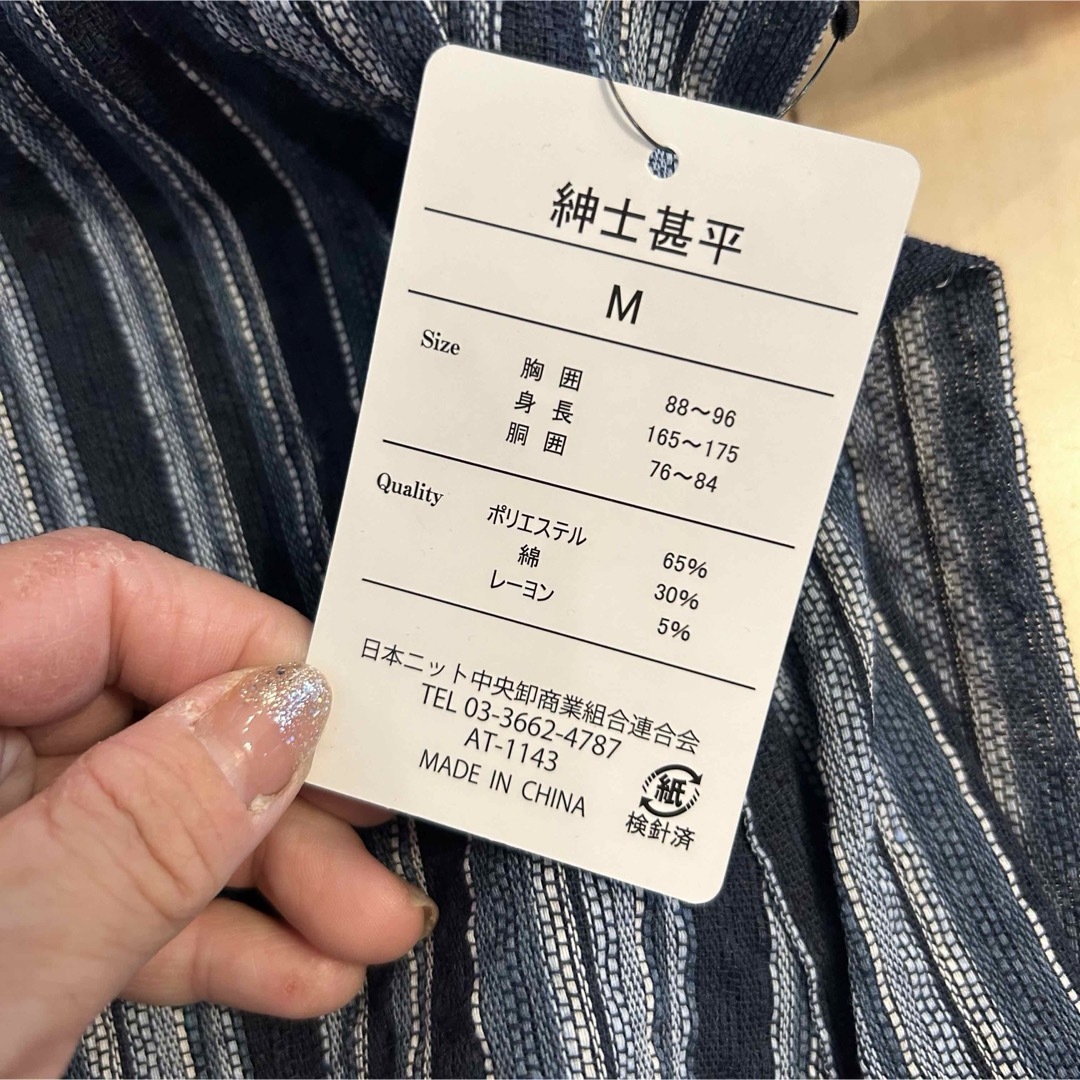 紳士甚平
M
Size
胸囲 88～96
身長 165～175
胴囲 76～84
Quality
ポリエステル 65%
綿 30%
レーヨン 5%
日本ニット中央卸商業組合連合会
TEL 03-3662-4787
AT-1143
MADE IN CHINA
紙
検針済